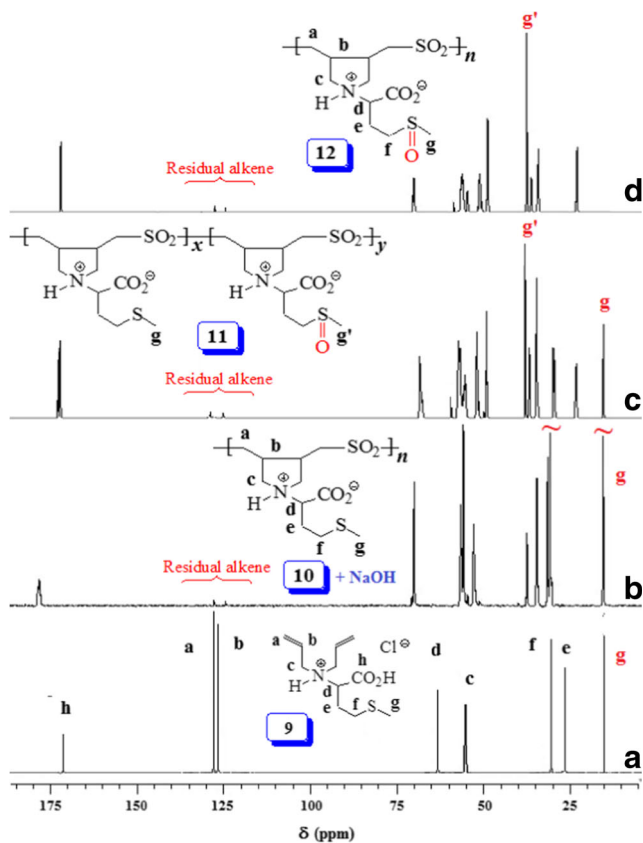 a b SO2 n g'
c N ⊕ CO2 ⊖
H d
e S g
f O
12
Residual alkene
d
SO2 x SO2 y g'
N ⊕ CO2 ⊖ N ⊕ CO2 ⊖
H H
S S g
g 11 O g'
Residual alkene
c
a b SO2 n ~ ~
c N ⊕ CO2 ⊖ g
H d
e S
f g
Residual alkene 10 + NaOH
b
a b a b Cl⊖ d f e g
c N ⊕ h CO2H c
H d
e S g
f
h 9
a
175 150 125 100 75 50 25
δ (ppm)